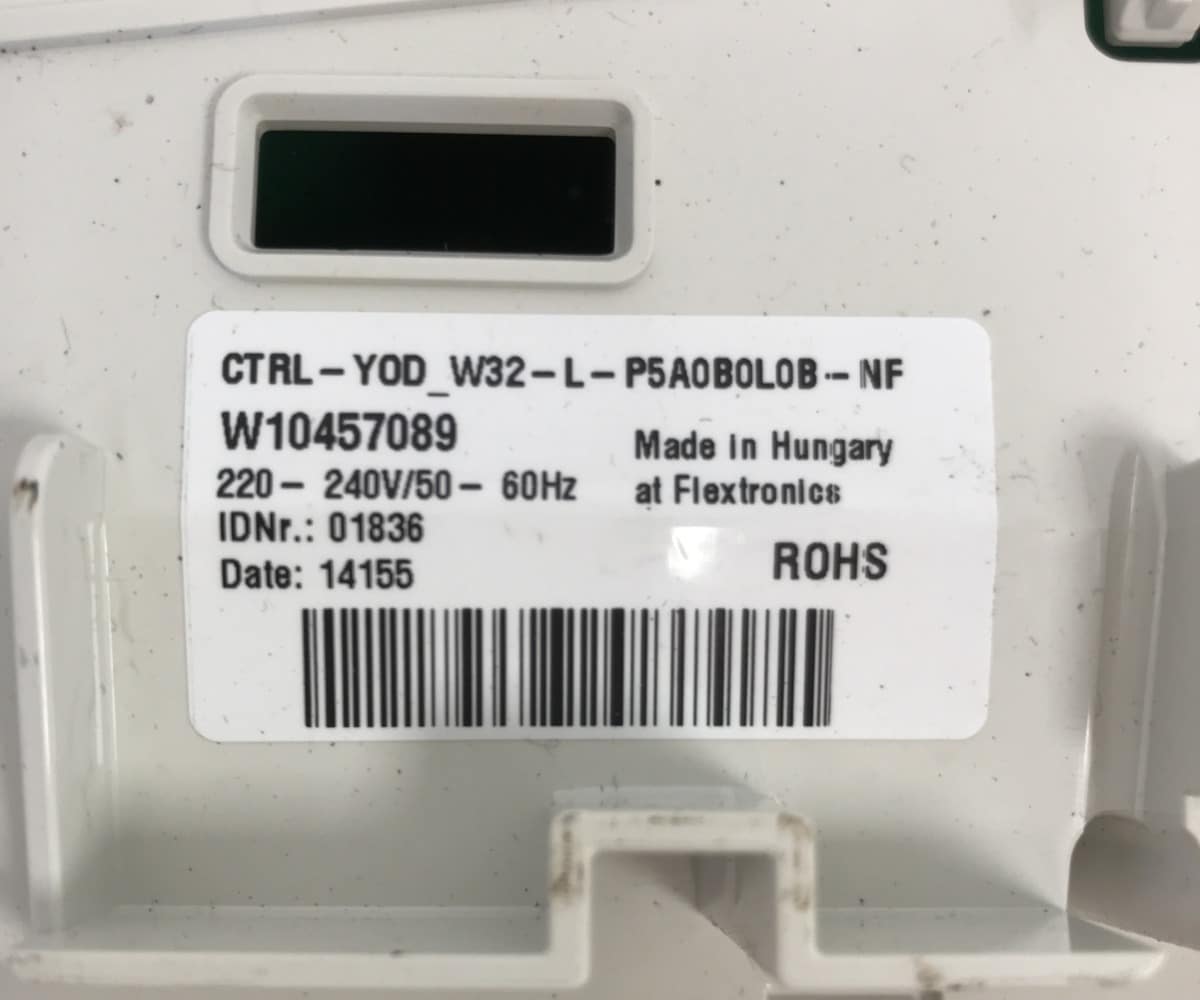 CTRL-YOD_W32-L-P5A0B0L0B--NF
W10457089
220- 240V/50- 60Hz
IDNr.: 01836
Date: 14155
Made in Hungary
at Flextronics
ROHS